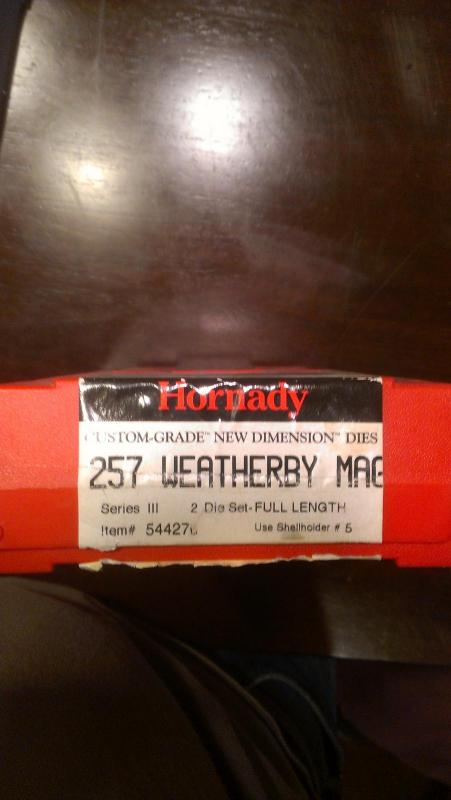 Hornady
CUSTOM-GRADE™ NEW DIMENSION™ DIES
257 WEATHERBY MAG
Series III 2 Die Set-FULL LENGTH
Item# Use Shellholder # 5